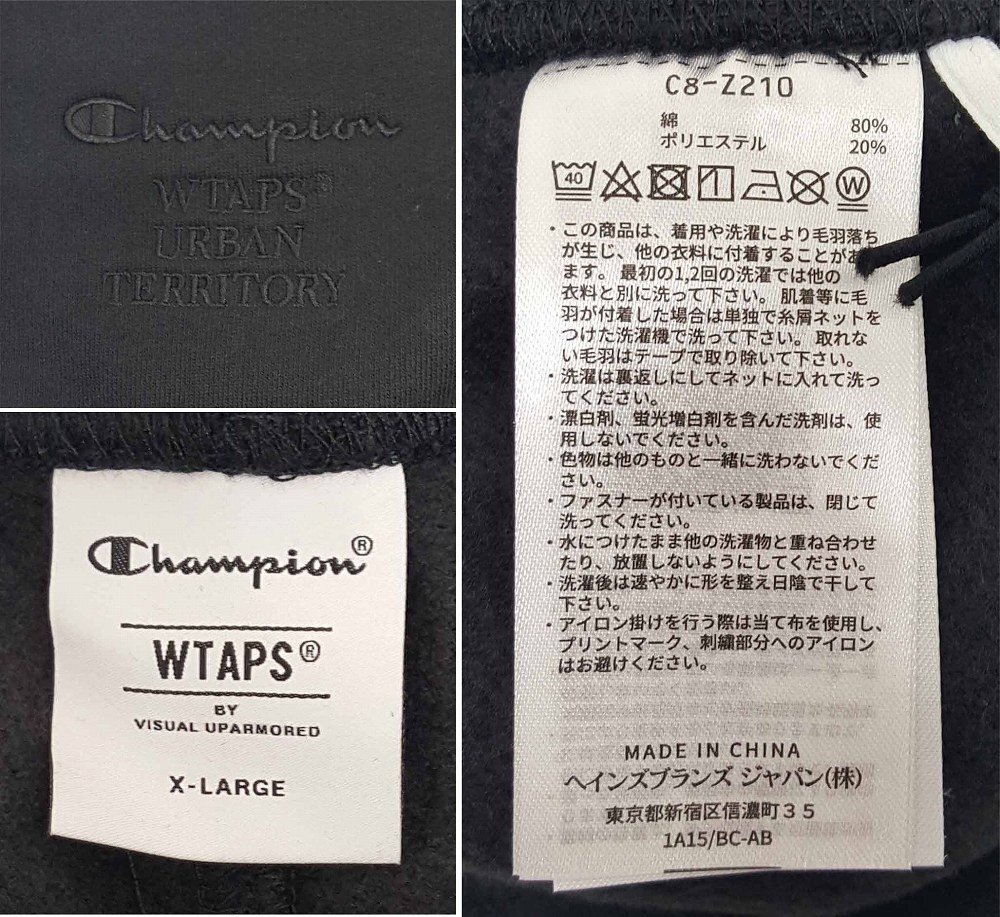 Champion
WTAPS®
URBAN
TERRITORY
Champion®
WTAPS®
BY
VISUAL UPARMORED
X-LARGE
C8-Z210
綿 80%
ポリエステル 20%
40 W
・この商品は、着用や洗濯により毛羽落ち
が生じ、他の衣料に付着することがあ
ます。 最初の1,2回の洗濯では他の
衣料と別に洗って下さい。 肌着等に毛
羽が付着した場合は単独で糸屑ネットを
つけた洗濯機で洗って下さい。 取れな
い毛羽はテープで取り除いて下さい。
・洗濯は裏返しにしてネットに入れて洗っ
てください。
・漂白剤、蛍光増白剤を含んだ洗剤は、使
用しないでください。
・色物は他のものと一緒に洗わないでくだ
さい。
・ファスナーが付いている製品は、閉じて
洗ってください。
・水につけたまま他の洗濯物と重ね合わせ
たり、放置しないようにしてください。
・洗濯後は速やかに形を整え日陰で干して
下さい。
・アイロン掛けを行う際は当て布を使用し、
プリントマーク、刺繍部分へのアイロン
はお避けください。
MADE IN CHINA
ヘインズブランズ ジャパン(株)
東京都新宿区信濃町３５
1A15/BC-AB